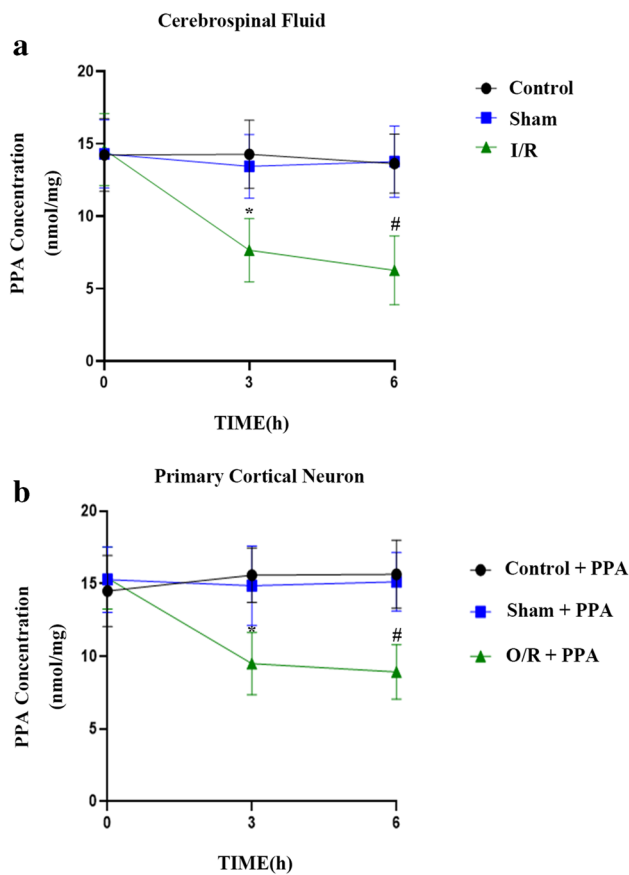 Cerebrospinal Fluid
a
20
15
10
5
0
PPA Concentration
(nmol/mg)
*
#
0 3 6
TIME(h)
Control
Sham
I/R
b
Primary Cortical Neuron
20
15
10
5
0
PPA Concentration
(nmol/mg)
*
#
0 3 6
TIME(h)
Control + PPA
Sham + PPA
O/R + PPA